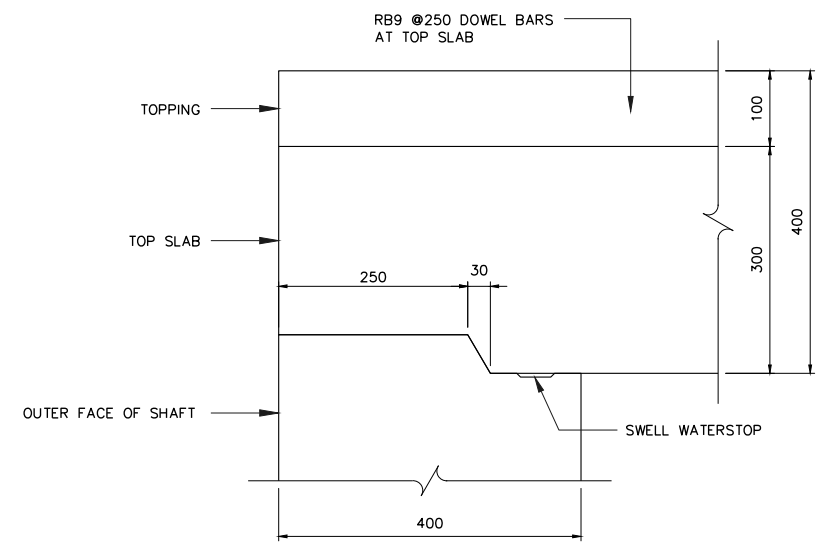 RB9 @250 DOWEL BARS
AT TOP SLAB
TOPPING
100
TOP SLAB
400
300
250
30
OUTER FACE OF SHAFT
SWELL WATERSTOP
400